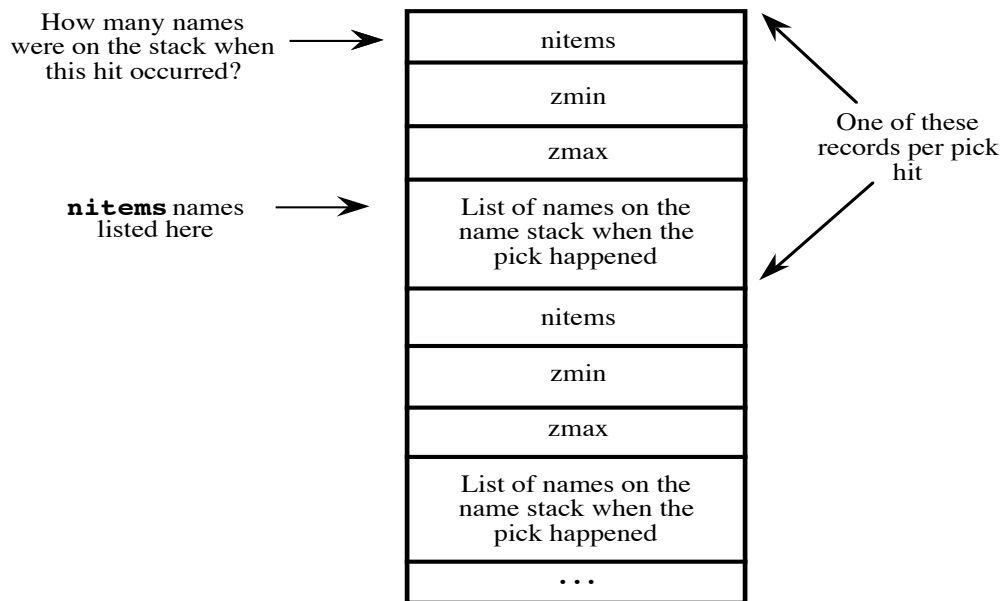 How many names
were on the stack when
this hit occurred?
nitems
zmin
zmax
One of these
records per pick
hit
nitems names
listed here
List of names on the
name stack when the
pick happened
nitems
zmin
zmax
List of names on the
name stack when the
pick happened
...